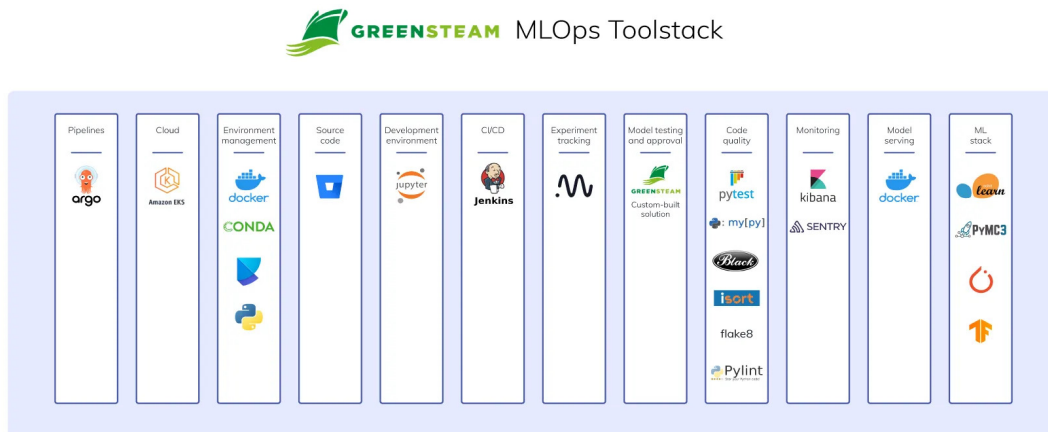 GREENSTEAM MLOps Toolstack
Pipelines
argo
Cloud
Amazon EKS
Environment
management
docker
CONDA
Source
code
Development
environment
jupyter
CI/CD
Jenkins
Experiment
tracking
Model testing
and approval
GREENSTEAM
Custom-built
solution
Code
quality
pytest
: my[py]
Black
isort
flake8
Pylint
Monitoring
kibana
SENTRY
Model
serving
docker
ML
stack
learn
PyMC3